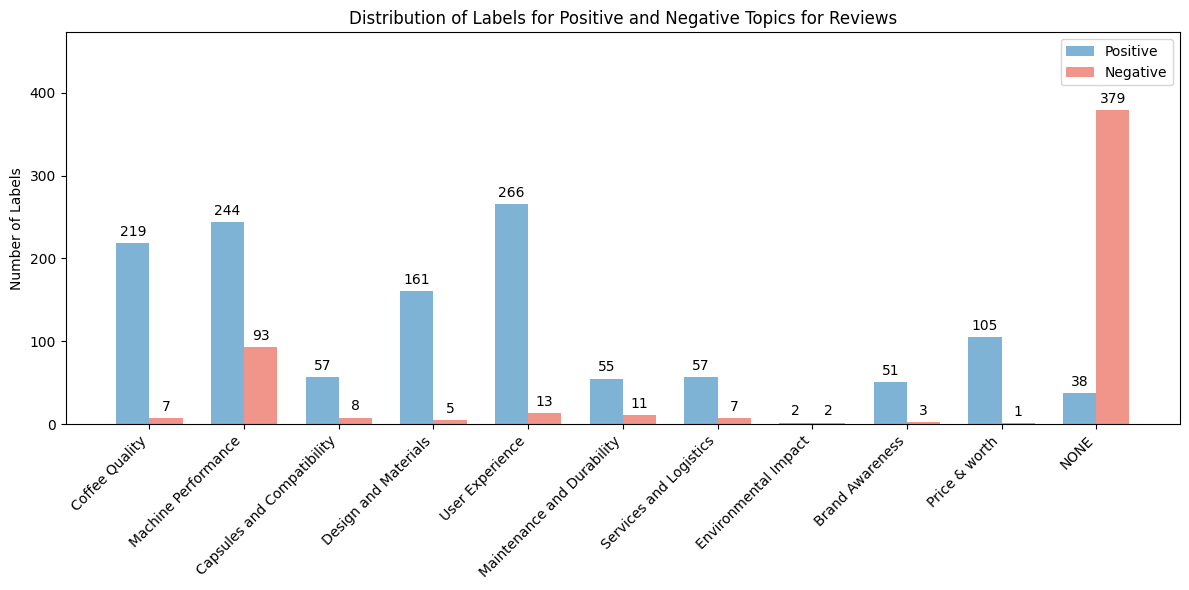 Distribution of Labels for Positive and Negative Topics for Reviews
Positive
Negative
Number of Labels
400
300
200
100
0
219
7
244
93
57
8
161
5
266
13
55
11
57
7
2
2
51
3
105
1
38
379
Coffee Quality
Machine Performance
Capsules and Compatibility
Design and Materials
User Experience
Maintenance and Durability
Services and Logistics
Environmental Impact
Brand Awareness
Price & worth
NONE